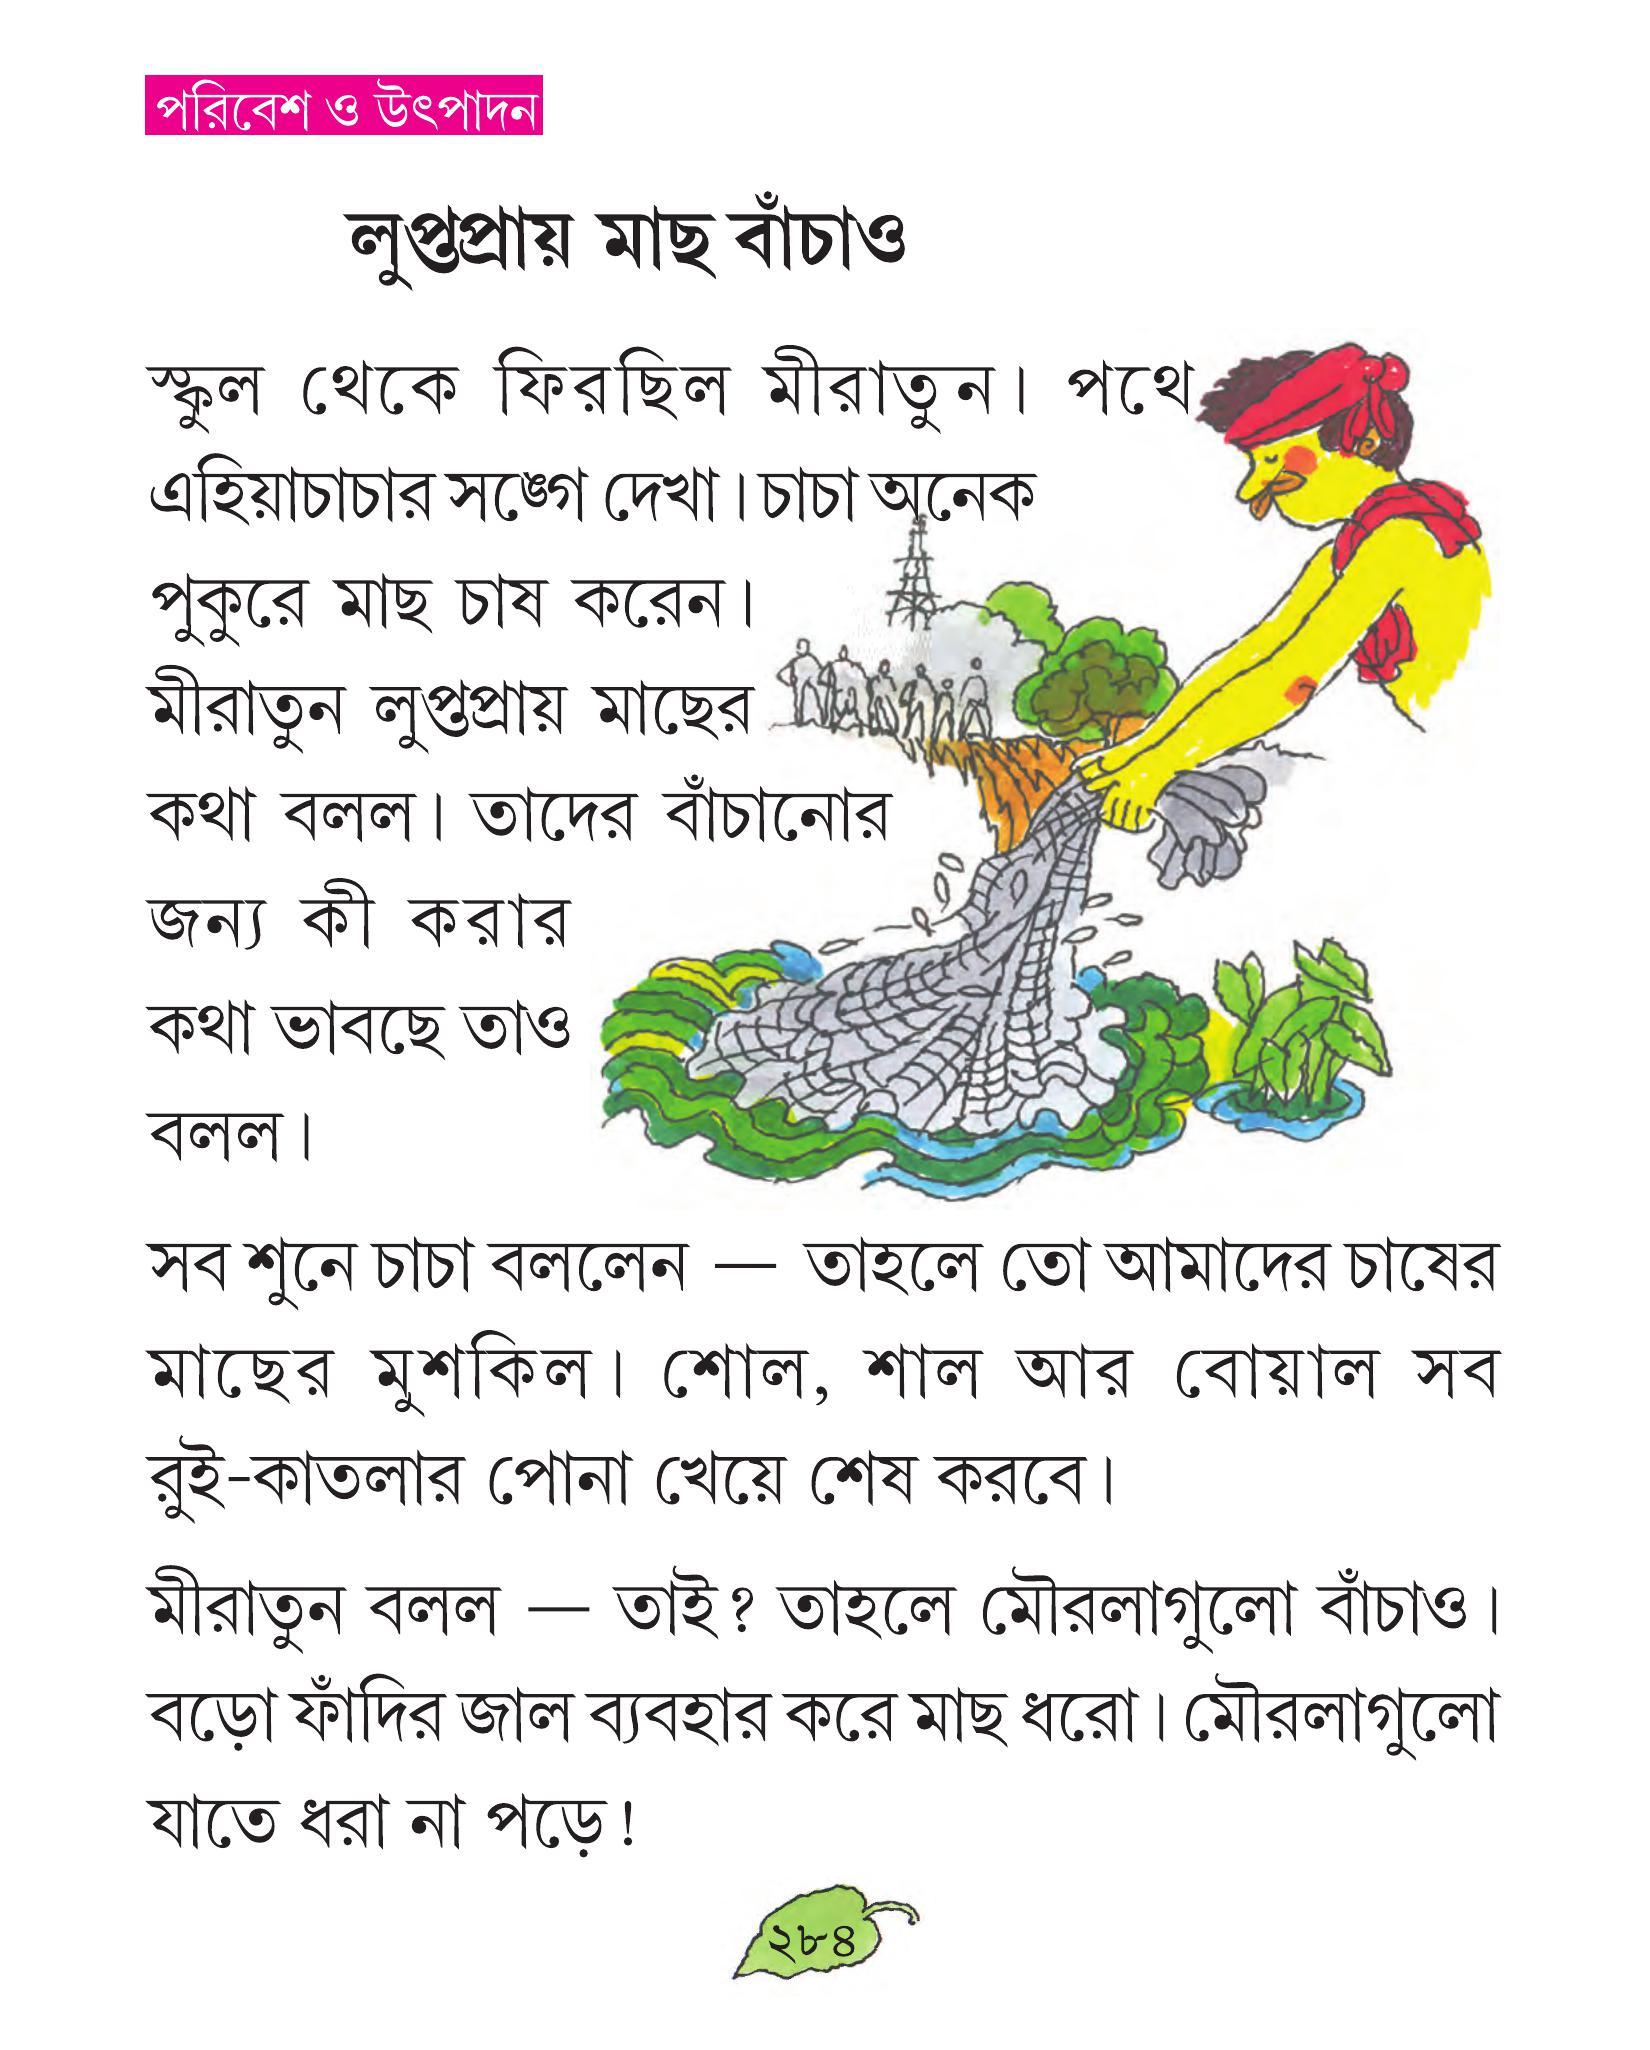 পরিবেশ ও উৎপাদন
লুপ্তপ্রায় মাছ বাঁচাও
স্কুল থেকে ফিরছিল মীরাতুন। পথে
এহিয়াচাচার সঙ্গে দেখা। চাচা অনেক
পুকুরে মাছ চাষ করেন।
মীরাতুন লুপ্তপ্রায় মাছের
কথা বলল। তাদের বাঁচানোর
জন্য কী করার
কথা ভাবছে তাও
বলল।
সব শুনে চাচা বললেন — তাহলে তো আমাদের চাষের
মাছের মুশকিল। শোল, শাল আর বোয়াল সব
রুই-কাতলার পোনা খেয়ে শেষ করবে।
মীরাতুন বলল — তাই? তাহলে মৌরলাগুলো বাঁচাও।
বড়ো ফাঁদির জাল ব্যবহার করে মাছ ধরো। মৌরলাগুলো
যাতে ধরা না পড়ে!
২৮৪